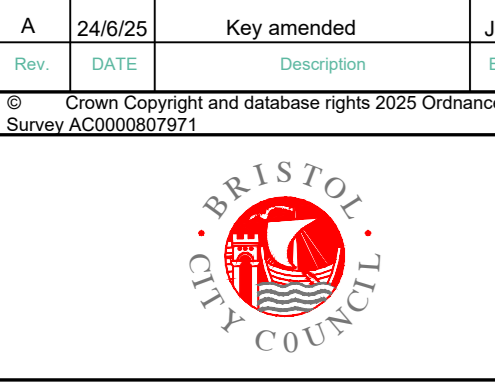 A 24/6/25 Key amended J
Rev. DATE Description
© Crown Copyright and database rights 2025 Ordnance
Survey AC0000807971
BRISTOL
CITY COUNCIL